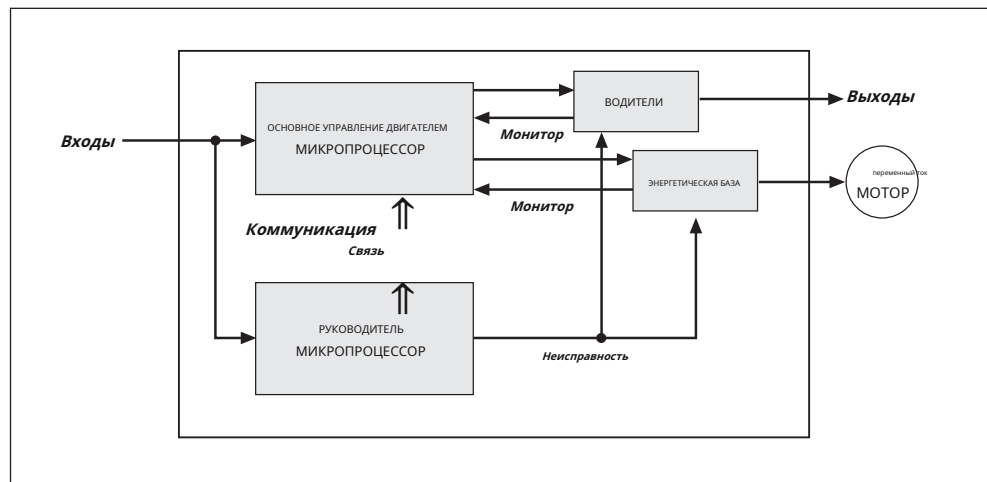 Входы
ОСНОВНОЕ УПРАВЛЕНИЕ ДВИГАТЕЛЕМ
МИКРОПРОЦЕССОР
ВОДИТЕЛИ
Выходы
Монитор
ЭНЕРГЕТИЧЕСКАЯ БАЗА
переменный ток
МОТОР
Монитор
Коммуникация
Связь
РУКОВОДИТЕЛЬ
МИКРОПРОЦЕССОР
Неисправность